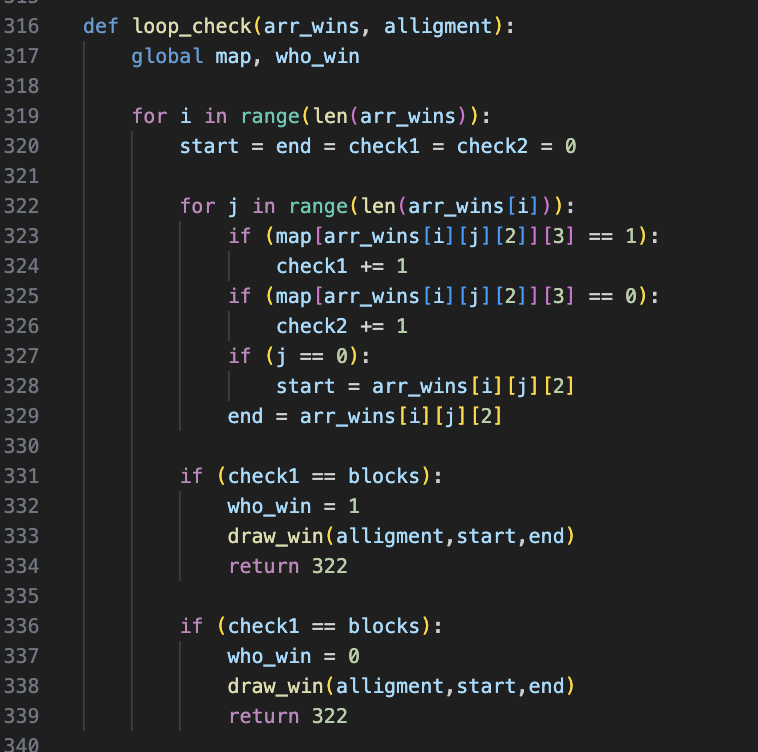 315
316 def loop_check(arr_wins, alligment):
317 global map, who_win
318
319 for i in range(len(arr_wins)):
320 start = end = check1 = check2 = 0
321
322 for j in range(len(arr_wins[i])):
323 if (map[arr_wins[i][j][2]][3] == 1):
324 check1 += 1
325 if (map[arr_wins[i][j][2]][3] == 0):
326 check2 += 1
327 if (j == 0):
328 start = arr_wins[i][j][2]
329 end = arr_wins[i][j][2]
330
331 if (check1 == blocks):
332 who_win = 1
333 draw_win(alligment,start,end)
334 return 322
335
336 if (check1 == blocks):
337 who_win = 0
338 draw_win(alligment,start,end)
339 return 322
340